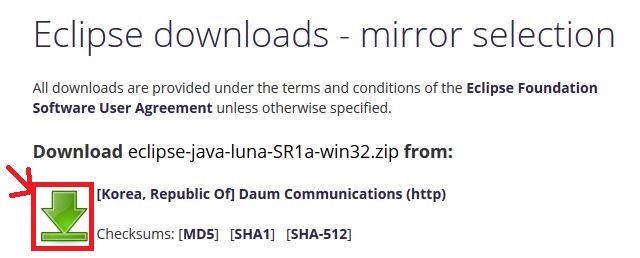 Eclipse downloads - mirror selection
All downloads are provided under the terms and conditions of the Eclipse Foundation
Software User Agreement unless otherwise specified.
Download eclipse-java-luna-SR1a-win32.zip from:
[Korea, Republic Of] Daum Communications (http)
Checksums: [MD5] [SHA1] [SHA-512]